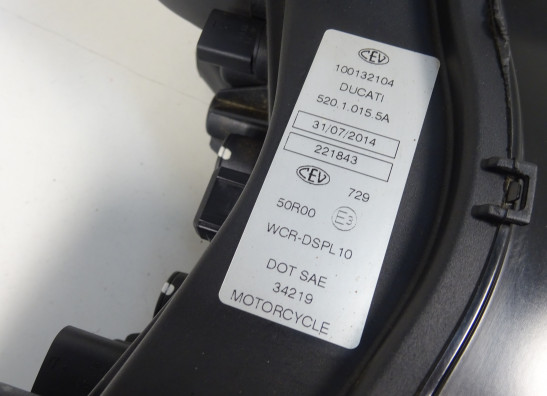 CEV
100132104
DUCATI
520.1.015.5A
31/07/2014
221843
CEV 729
50R00 E3
WCR-DSPL10
DOT SAE
34219
MOTORCYCLE